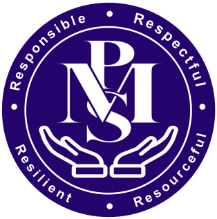 Responsible
Respectful
PMS
Resilient
Resourceful